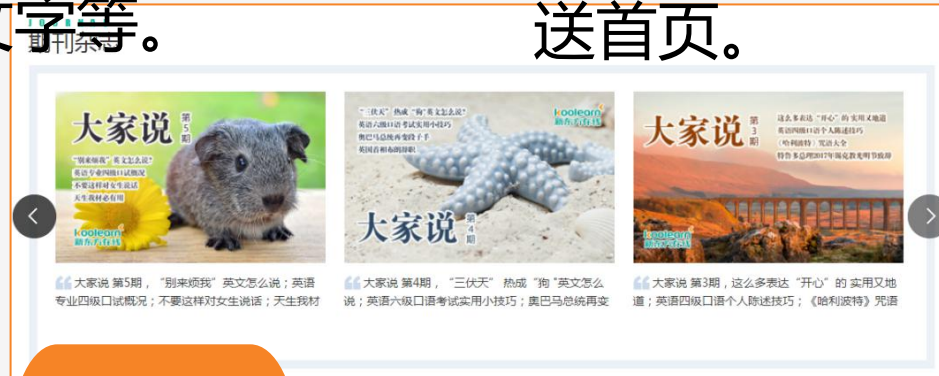 文字等。
送首页。
期刊杂志
大家说
第5期
“别来烦我”英文怎么说?
英语专业四级口试概况
不要这样对女生说话
天生我材必有用
koolearn
新东方在线
“三伏天”热成“狗”英文怎么说?
英语六级口语考试实用小技巧
奥巴马总统再变段子手
英国首相布朗辞职
koolearn
新东方在线
大家说
第4期
大家说
第3期
这么多表达“开心”的 实用又地道
英语四级口语个人陈述技巧
《哈利波特》咒语大全
koolearn
新东方在线
大家说 第5期,“别来烦我”英文怎么说;英语
专业四级口试概况;不要这样对女生说话;天生我材
大家说 第4期,“三伏天” 热成“狗”英文怎么
说;英语六级口语考试实用小技巧;奥巴马总统再变
大家说 第3期,这么多表达“开心”的 实用又地
道;英语四级口语个人陈述技巧;《哈利波特》咒语